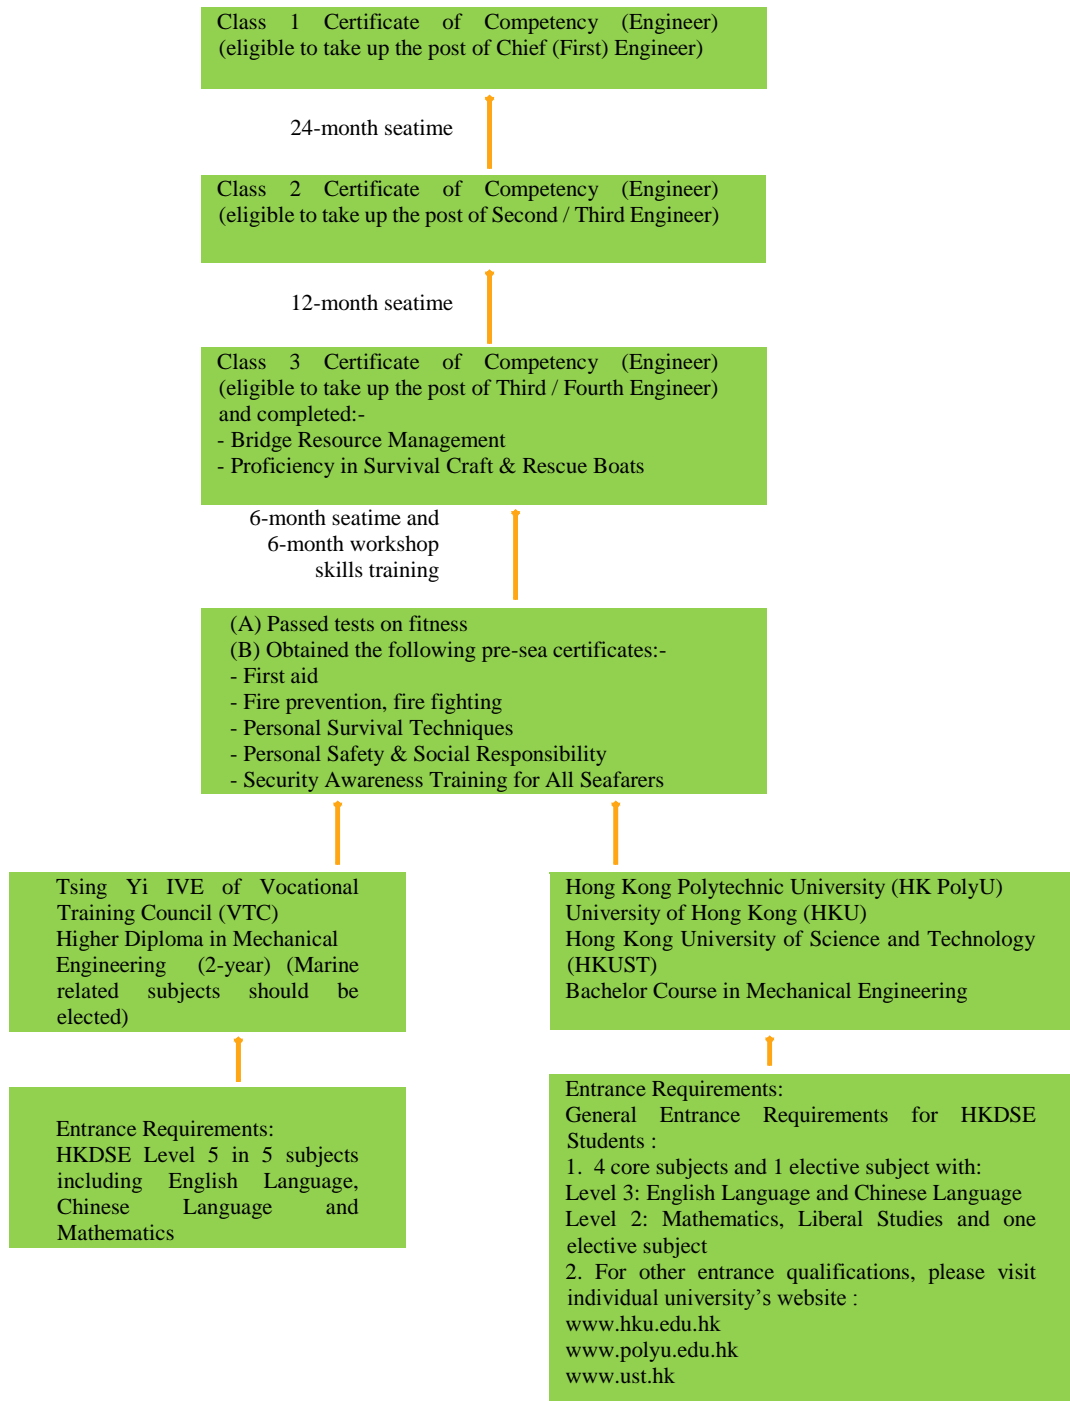 Class 1 Certificate of Competency (Engineer)
(eligible to take up the post of Chief (First) Engineer)
24-month seatime
Class 2 Certificate of Competency (Engineer)
(eligible to take up the post of Second / Third Engineer)
12-month seatime
Class 3 Certificate of Competency (Engineer)
(eligible to take up the post of Third / Fourth Engineer)
and completed:-
- Bridge Resource Management
- Proficiency in Survival Craft & Rescue Boats
6-month seatime and
6-month workshop
skills training
(A) Passed tests on fitness
(B) Obtained the following pre-sea certificates:-
- First aid
- Fire prevention, fire fighting
- Personal Survival Techniques
- Personal Safety & Social Responsibility
- Security Awareness Training for All Seafarers
Tsing Yi IVE of Vocational
Training Council (VTC)
Higher Diploma in Mechanical
Engineering (2-year) (Marine
related subjects should be
elected)
Entrance Requirements:
HKDSE Level 5 in 5 subjects
including English Language,
Chinese Language and
Mathematics
Hong Kong Polytechnic University (HK PolyU)
University of Hong Kong (HKU)
Hong Kong University of Science and Technology
(HKUST)
Bachelor Course in Mechanical Engineering
Entrance Requirements:
General Entrance Requirements for HKDSE
Students :
1. 4 core subjects and 1 elective subject with:
Level 3: English Language and Chinese Language
Level 2: Mathematics, Liberal Studies and one
elective subject
2. For other entrance qualifications, please visit
individual university's website :
www.hku.edu.hk
www.polyu.edu.hk
www.ust.hk